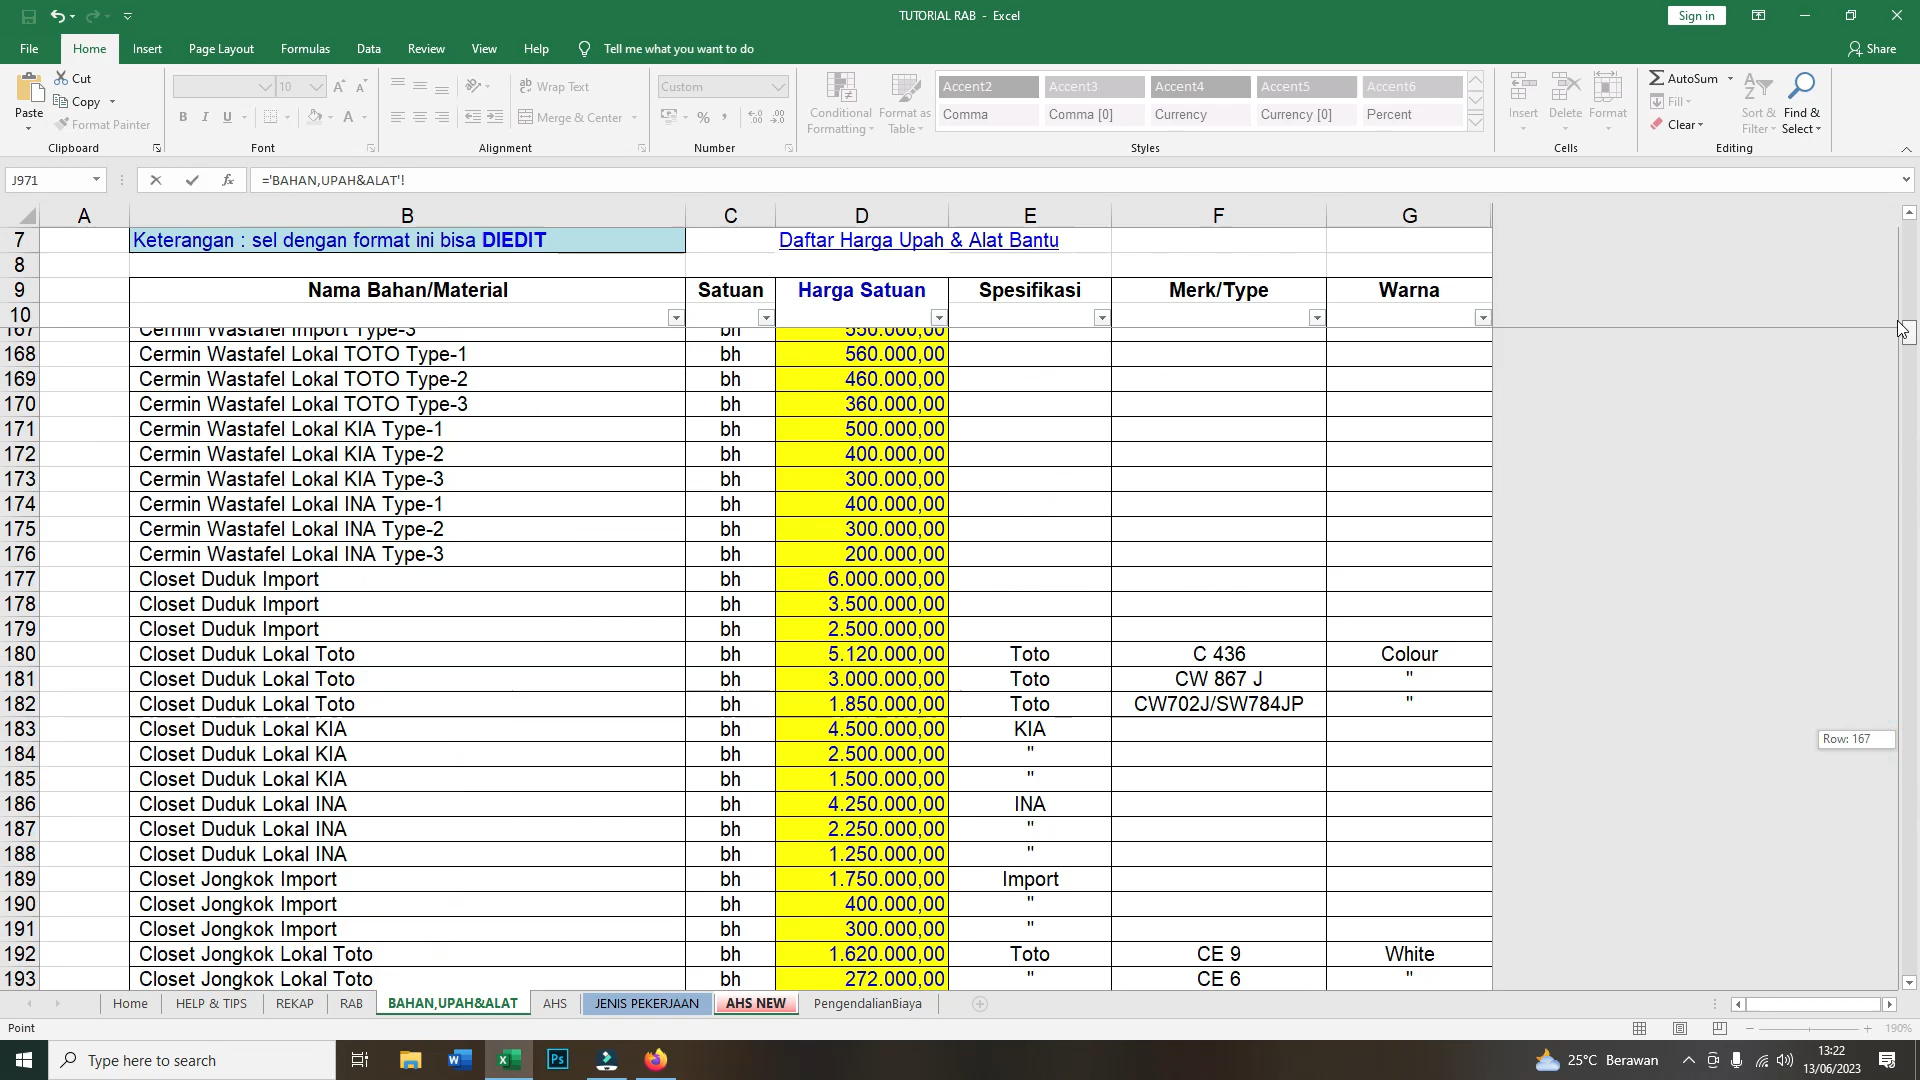 TUTORIAL RAB - Excel
Sign in
File Home Insert Page Layout Formulas Data Review View Help Tell me what you want to do Share
Paste Cut Copy Format Painter Clipboard
10 Font
Wrap Text Merge & Center Alignment
Custom Number
Conditional Formatting Format as Table
Accent2 Accent3 Accent4 Accent5 Accent6
Comma Comma [0] Currency Currency [0] Percent
Styles
Insert Delete Format Cells
AutoSum Fill Clear Sort & Filter Find & Select Editing
J971 fx ='BAHAN,UPAH&ALAT'!
A B C D E F G
7 Keterangan : sel dengan format ini bisa DIEDIT Daftar Harga Upah & Alat Bantu
8
9 Nama Bahan/Material Satuan Harga Satuan Spesifikasi Merk/Type Warna
10
167 Cermin Wastafel Import Type-3 bh 550.000,00
168 Cermin Wastafel Lokal TOTO Type-1 bh 560.000,00
169 Cermin Wastafel Lokal TOTO Type-2 bh 460.000,00
170 Cermin Wastafel Lokal TOTO Type-3 bh 360.000,00
171 Cermin Wastafel Lokal KIA Type-1 bh 500.000,00
172 Cermin Wastafel Lokal KIA Type-2 bh 400.000,00
173 Cermin Wastafel Lokal KIA Type-3 bh 300.000,00
174 Cermin Wastafel Lokal INA Type-1 bh 400.000,00
175 Cermin Wastafel Lokal INA Type-2 bh 300.000,00
176 Cermin Wastafel Lokal INA Type-3 bh 200.000,00
177 Closet Duduk Import bh 6.000.000,00
178 Closet Duduk Import bh 3.500.000,00
179 Closet Duduk Import bh 2.500.000,00
180 Closet Duduk Lokal Toto bh 5.120.000,00 Toto C 436 Colour
181 Closet Duduk Lokal Toto bh 3.000.000,00 Toto CW 867 J "
182 Closet Duduk Lokal Toto bh 1.850.000,00 Toto CW702J/SW784JP "
183 Closet Duduk Lokal KIA bh 4.500.000,00 KIA
184 Closet Duduk Lokal KIA bh 2.500.000,00 "
185 Closet Duduk Lokal KIA bh 1.500.000,00 "
186 Closet Duduk Lokal INA bh 4.250.000,00 INA
187 Closet Duduk Lokal INA bh 2.250.000,00 "
188 Closet Duduk Lokal INA bh 1.250.000,00 "
189 Closet Jongkok Import bh 1.750.000,00 Import
190 Closet Jongkok Import bh 400.000,00 "
191 Closet Jongkok Import bh 300.000,00 "
192 Closet Jongkok Lokal Toto bh 1.620.000,00 Toto CE 9 White
193 Closet Jongkok Lokal Toto bh 272.000,00 " CE 6 "
Row: 167
Home HELP & TIPS REKAP RAB BAHAN,UPAH&ALAT AHS JENIS PEKERJAAN AHS NEW PengendalianBiaya
Point 190%
Type here to search
25°C Berawan
13:22
13/06/2023